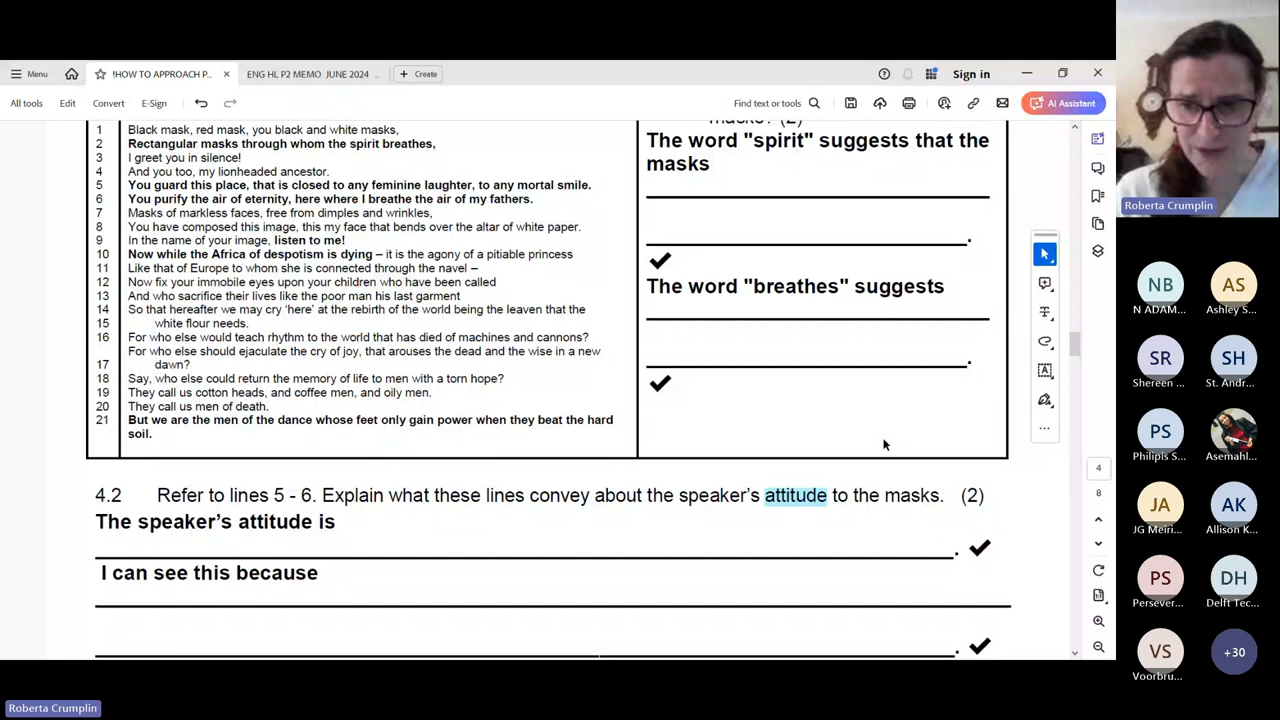 Menu
!HOW TO APPROACH P...
ENG HL P2 MEMO JUNE 2024 ...
+ Create
Sign in
All tools
Edit
Convert
E-Sign
Find text or tools
AI Assistant
1 Black mask, red mask, you black and white masks,
2 Rectangular masks through whom the spirit breathes,
3 I greet you in silence!
4 And you too, my lionheaded ancestor.
5 You guard this place, that is closed to any feminine laughter, to any mortal smile.
6 You purify the air of eternity, here where I breathe the air of my fathers.
7 Masks of markless faces, free from dimples and wrinkles,
8 You have composed this image, this my face that bends over the altar of white paper.
9 In the name of your image, listen to me!
10 Now while the Africa of despotism is dying – it is the agony of a pitiable princess
11 Like that of Europe to whom she is connected through the navel –
12 Now fix your immobile eyes upon your children who have been called
13 And who sacrifice their lives like the poor man his last garment
14 So that hereafter we may cry ‘here’ at the rebirth of the world being the leaven that the
15 white flour needs.
16 For who else would teach rhythm to the world that has died of machines and cannons?
For who else should ejaculate the cry of joy, that arouses the dead and the wise in a new
17 dawn?
18 Say, who else could return the memory of life to men with a torn hope?
19 They call us cotton heads, and coffee men, and oily men.
20 They call us men of death.
21 But we are the men of the dance whose feet only gain power when they beat the hard
soil.
masks? (2)
The word "spirit" suggests that the
masks
.
The word "breathes" suggests
.
4.2 Refer to lines 5 - 6. Explain what these lines convey about the speaker’s attitude to the masks. (2)
The speaker’s attitude is
.
I can see this because
.
4
8
Roberta Crumplin
NB
N ADAM...
AS
Ashley S...
SR
Shereen ...
SH
St. Andr...
PS
Philipis S...
Asemahl...
JA
JG Meiri...
AK
Allison K...
PS
Persever...
DH
Delft Tec...
VS
Voorbru...
+30
Roberta Crumplin